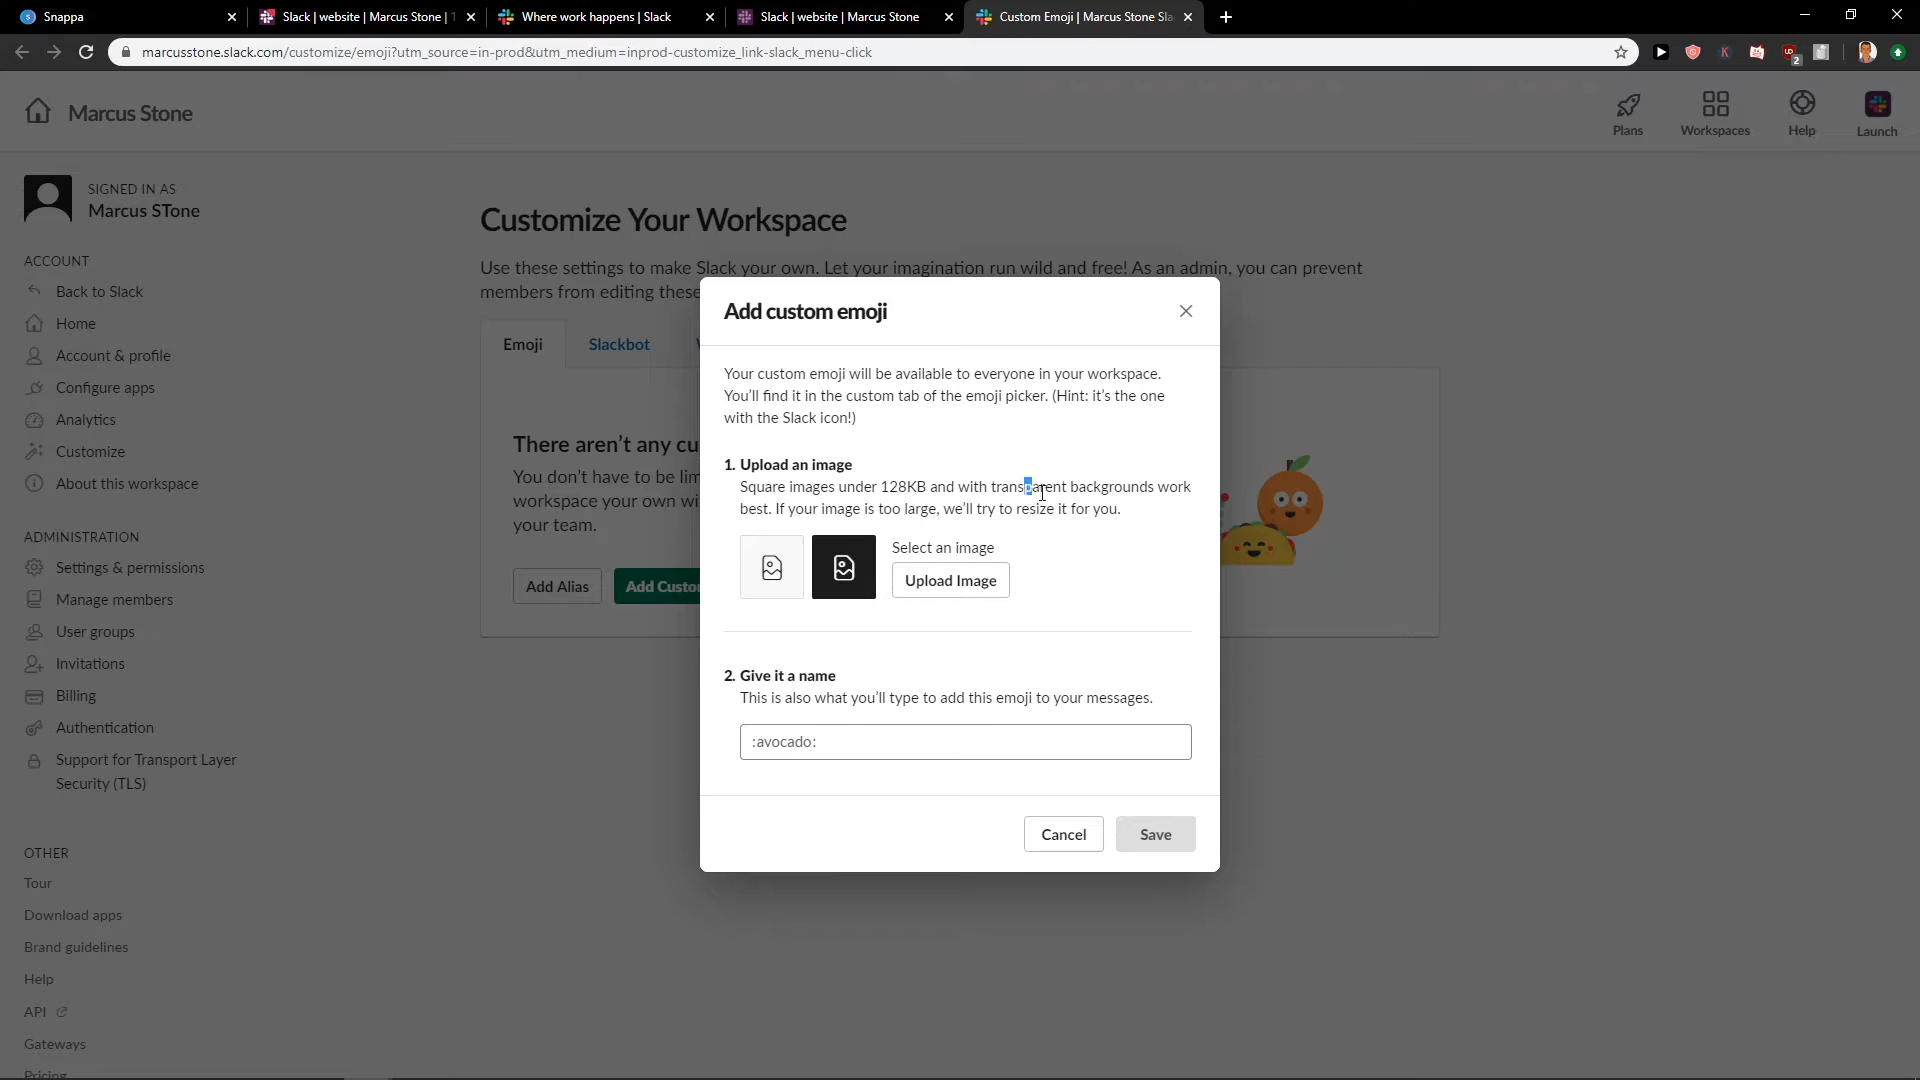 Snappa
Slack | website | Marcus Stone | 1
Where work happens | Slack
Slack | website | Marcus Stone
Custom Emoji | Marcus Stone Sla
marcusstone.slack.com/customize/emoji?utm_source=in-prod&utm_medium=inprod-customize_link-slack_menu-click
2
Marcus Stone
Plans
Workspaces
Help
Launch
SIGNED IN AS
Marcus STone
ACCOUNT
Back to Slack
Home
Account & profile
Configure apps
Analytics
Customize
About this workspace
ADMINISTRATION
Settings & permissions
Manage members
User groups
Invitations
Billing
Authentication
Support for Transport Layer
Security (TLS)
OTHER
Tour
Download apps
Brand guidelines
Help
API
Gateways
Pricing
Customize Your Workspace
Use these settings to make Slack your own. Let your imagination run wild and free! As an admin, you can prevent
members from editing these
Emoji
Slackbot
There aren't any cu
You don't have to be lim
workspace your own wi
your team.
Add Alias
Add Custo
Add custom emoji
Your custom emoji will be available to everyone in your workspace.
You'll find it in the custom tab of the emoji picker. (Hint: it's the one
with the Slack icon!)
1. Upload an image
Square images under 128KB and with transparent backgrounds work
best. If your image is too large, we'll try to resize it for you.
Select an image
Upload Image
2. Give it a name
This is also what you'll type to add this emoji to your messages.
:avocado:
Cancel
Save